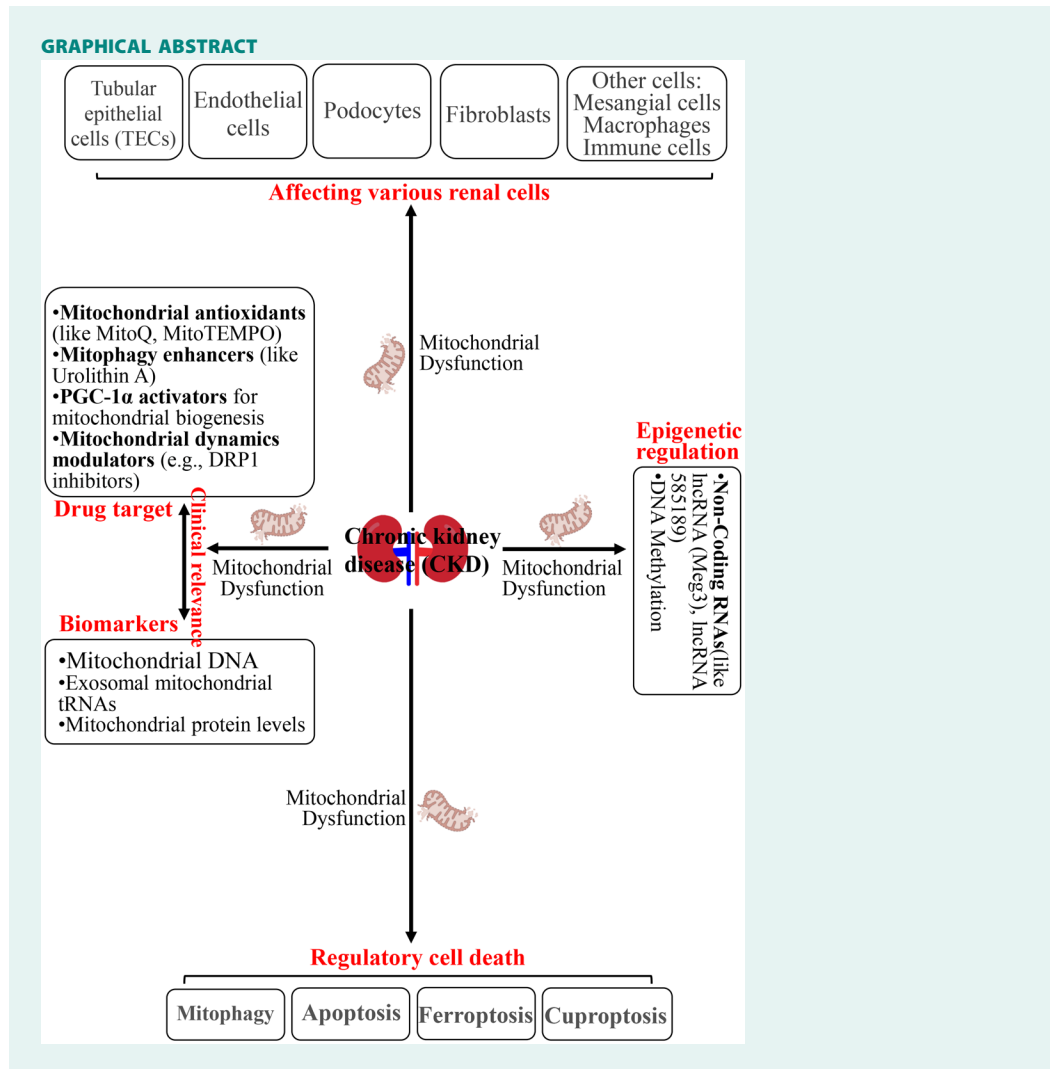 GRAPHICAL ABSTRACT
Tubular
epithelial
cells (TECs)
Endothelial
cells
Podocytes
Fibroblasts
Other cells:
Mesangial cells
Macrophages
Immune cells
Affecting various renal cells
•Mitochondrial antioxidants
(like MitoQ, MitoTEMPO)
•Mitophagy enhancers (like
Urolithin A)
•PGC-1α activators for
mitochondrial biogenesis
•Mitochondrial dynamics
modulators (e.g., DRP1
inhibitors)
Mitochondrial
Dysfunction
Drug target
Clinical relevance
Biomarkers
•Mitochondrial DNA
•Exosomal mitochondrial
tRNAs
•Mitochondrial protein levels
Mitochondrial
Dysfunction
Chronic kidney
disease (CKD)
Mitochondrial
Dysfunction
Epigenetic
regulation
•Non-Coding RNAs(like
lncRNA (Meg3), lncRNA
585189)
•DNA Methylation
Mitochondrial
Dysfunction
Regulatory cell death
Mitophagy
Apoptosis
Ferroptosis
Cuproptosis